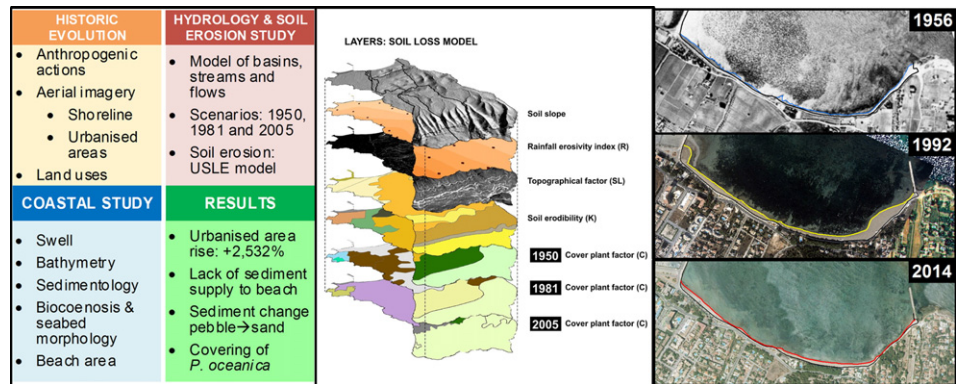 HISTORIC
EVOLUTION
• Anthropogenic
actions
• Aerial imagery
• Shoreline
• Urbanised
areas
• Land uses
HYDROLOGY & SOIL
EROSION STUDY
• Model of basins,
streams and
flows
• Scenarios: 1950,
1981 and 2005
• Soil erosion:
USLE model
COASTAL STUDY
• Swell
• Bathymetry
• Sedimentology
• Biocoenosis &
seabed
morphology
• Beach area
RESULTS
• Urbanised area
rise: +2,532%
• Lack of sediment
supply to beach
• Sediment change
pebble→sand
• Covering of
P. oceanica
LAYERS: SOIL LOSS MODEL
Soil slope
Rainfall erosivity index (R)
Topographical factor (SL)
Soil erodibility (K)
1950 Cover plant factor (C)
1981 Cover plant factor (C)
2005 Cover plant factor (C)
1956
1992
2014